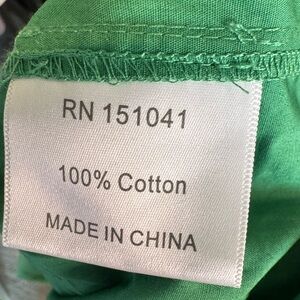 RN 151041
100% Cotton
MADE IN CHINA